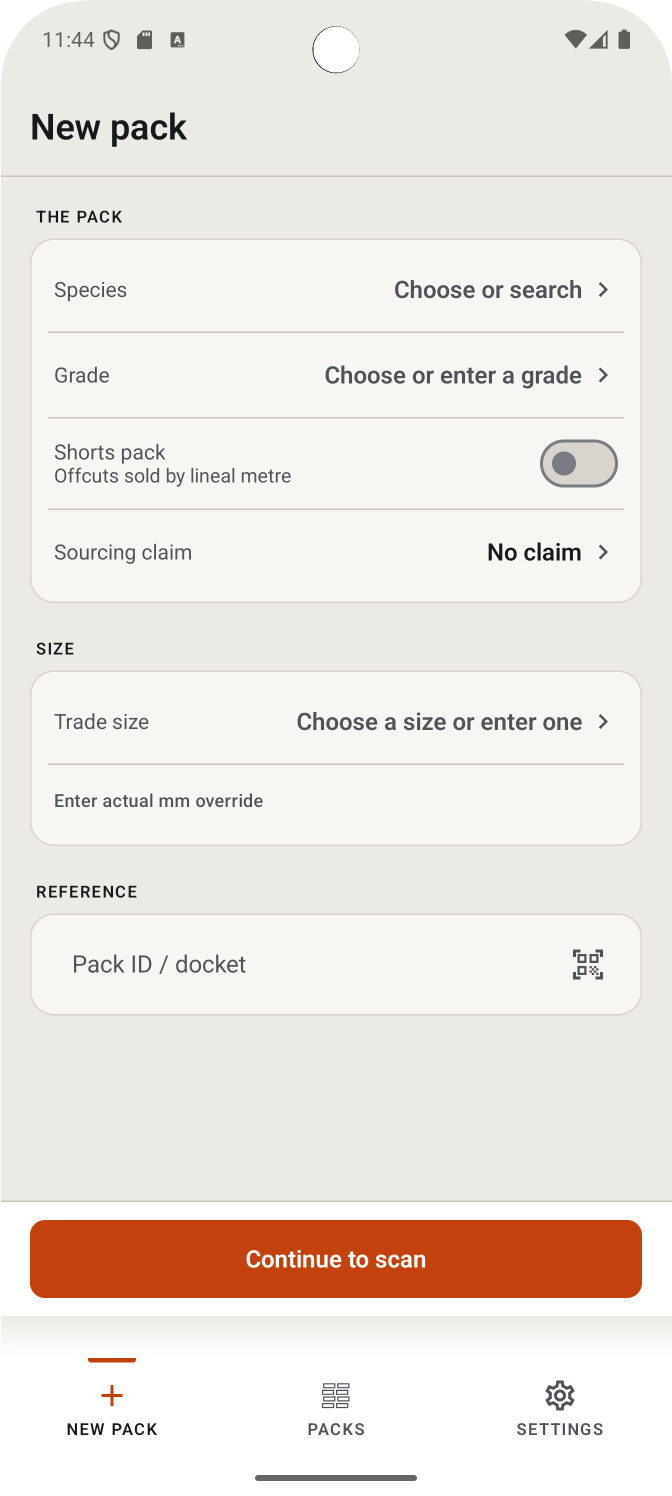 11:44
New pack
THE PACK
Species
Choose or search
Grade
Choose or enter a grade
Shorts pack
Offcuts sold by lineal metre
Sourcing claim
No claim
SIZE
Trade size
Choose a size or enter one
Enter actual mm override
REFERENCE
Pack ID / docket
Continue to scan
NEW PACK
PACKS
SETTINGS